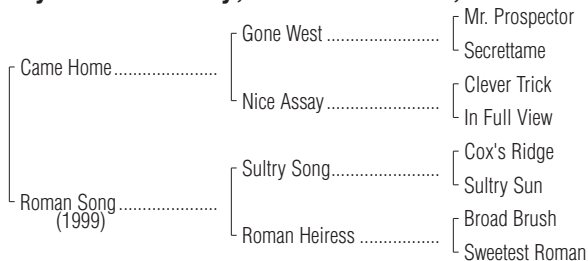 Mr. Prospector
Gone West ........................
Secrettame
Came Home.....................
Clever Trick
Nice Assay ........................
In Full View
Cox's Ridge
Sultry Song.......................
Sultry Sun
Roman Song ....................
(1999)
Broad Brush
Roman Heiress .................
Sweetest Roman